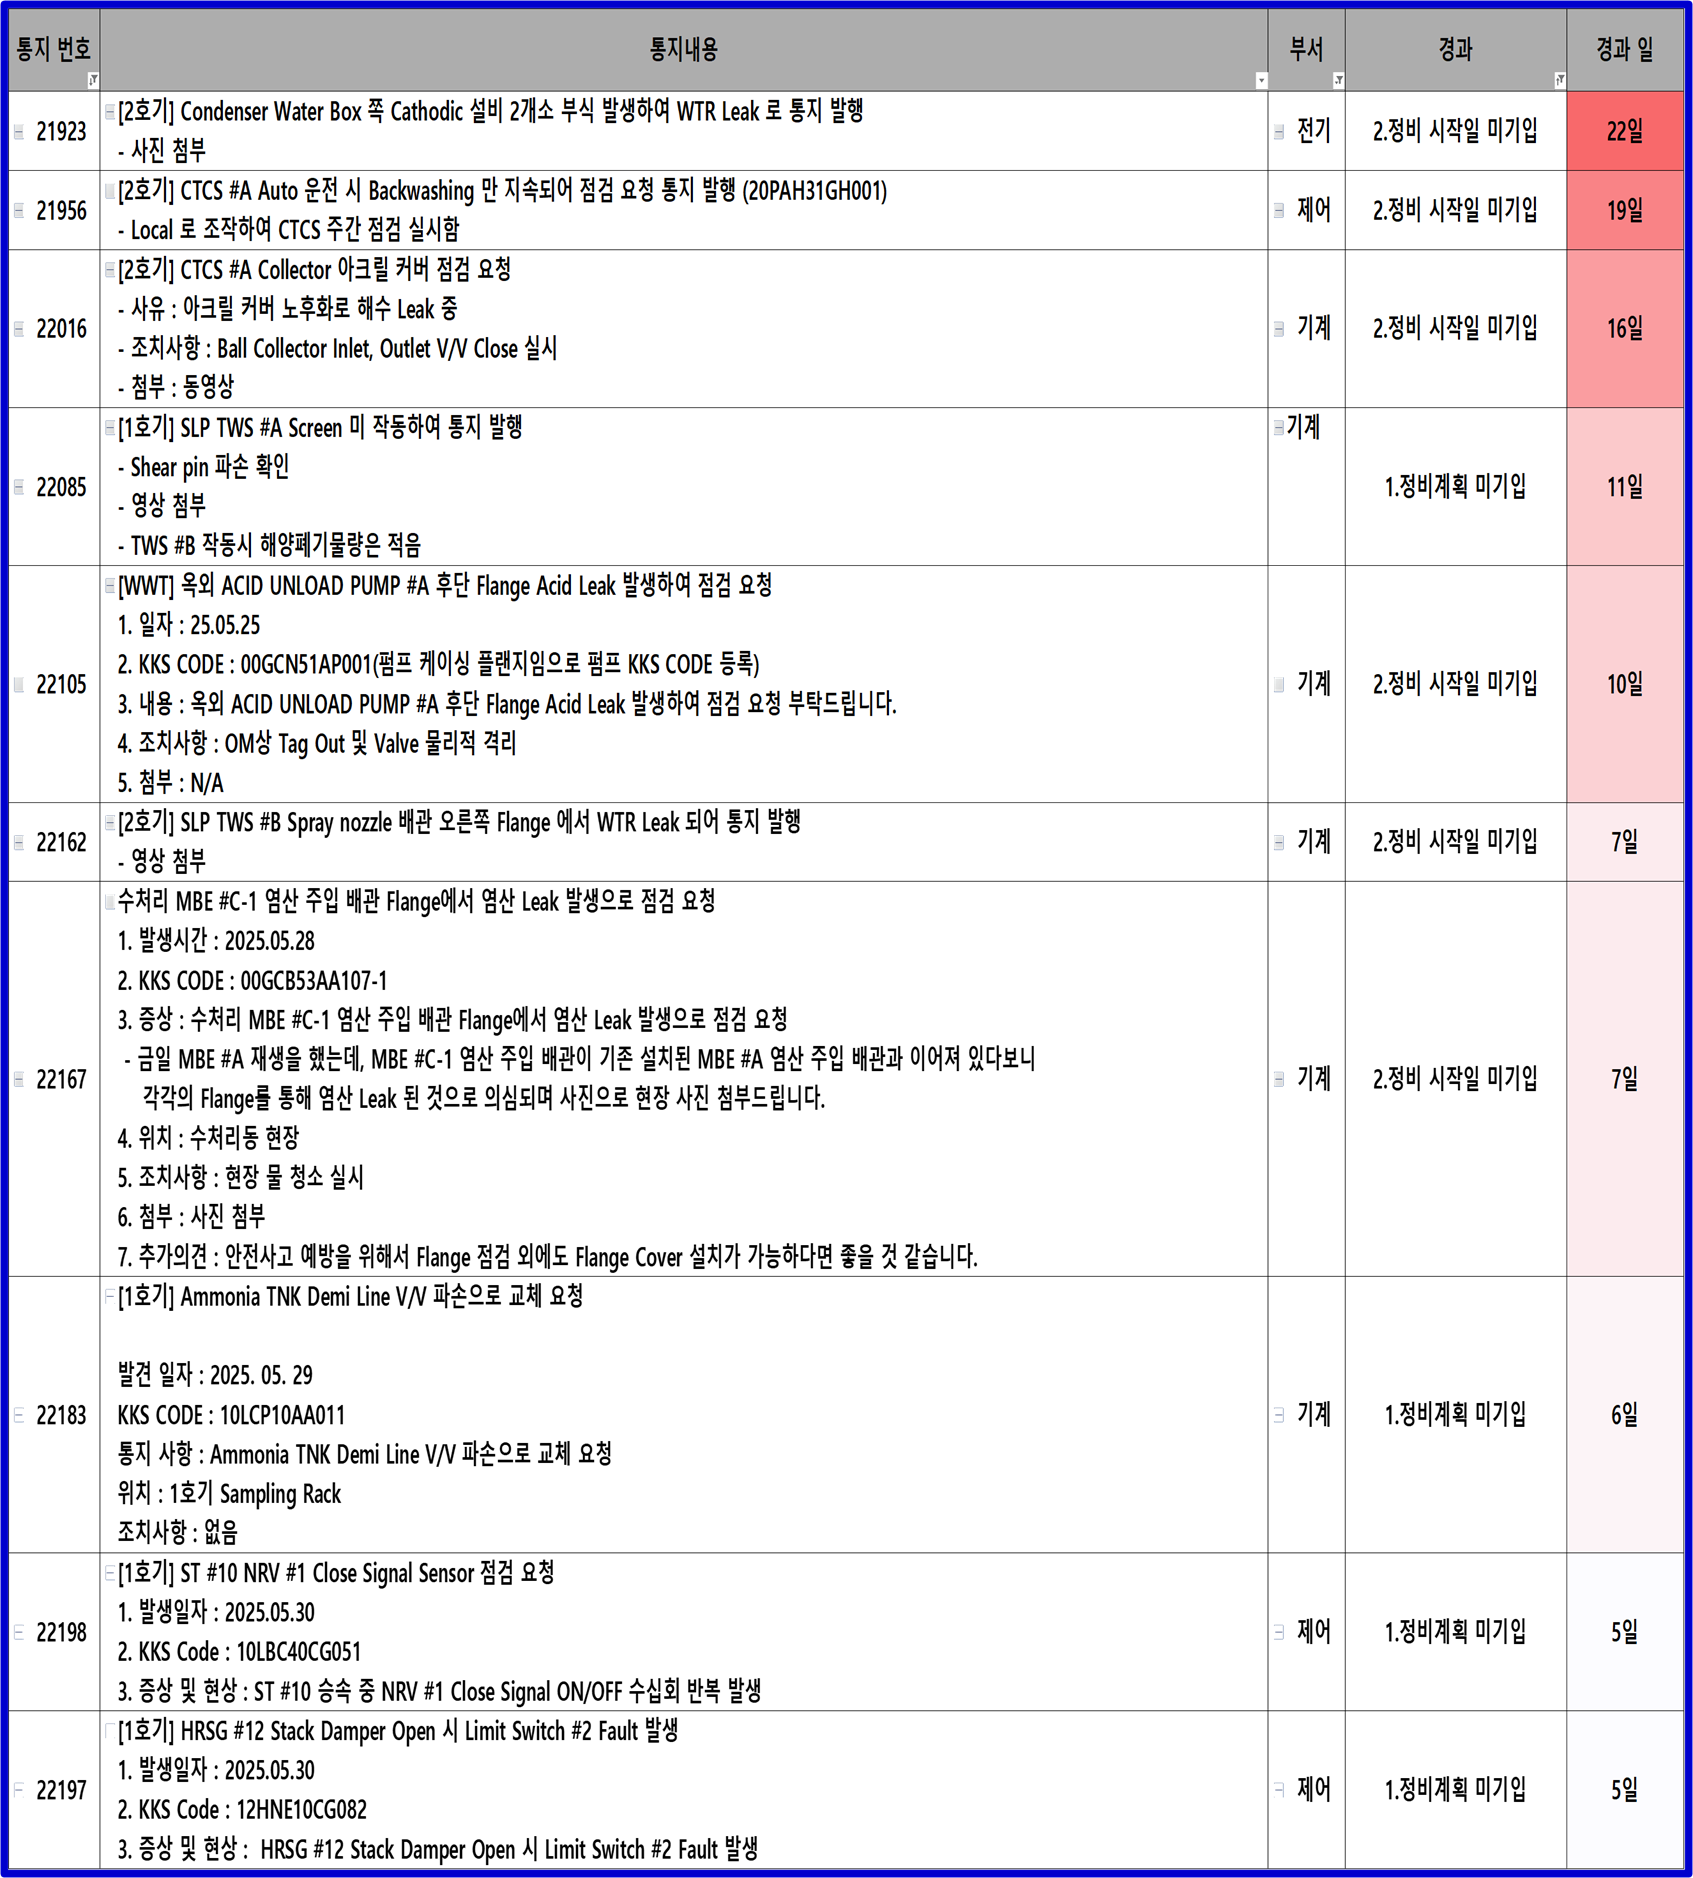 통지 번호
통지내용
부서
경과
경과 일
21923
[2호기] Condenser Water Box 쪽 Cathodic 설비 2개소 부식 발생하여 WTR Leak 로 통지 발행
- 사진 첨부
전기
2.정비 시작일 미기입
22일
21956
[2호기] CTCS #A Auto 운전 시 Backwashing 만 지속되어 점검 요청 통지 발행 (20PAH31GH001)
- Local 로 조작하여 CTCS 주간 점검 실시함
제어
2.정비 시작일 미기입
19일
22016
[2호기] CTCS #A Collector 아크릴 커버 점검 요청
- 사유 : 아크릴 커버 노후화로 해수 Leak 중
- 조치사항 : Ball Collector Inlet, Outlet V/V Close 실시
- 첨부 : 동영상
기계
2.정비 시작일 미기입
16일
22085
[1호기] SLP TWS #A Screen 미 작동하여 통지 발행
- Shear pin 파손 확인
- 영상 첨부
- TWS #B 작동시 해양폐기물량은 적음
기계
1.정비계획 미기입
11일
22105
[WWT] 옥외 ACID UNLOAD PUMP #A 후단 Flange Acid Leak 발생하여 점검 요청
1. 일자 : 25.05.25
2. KKS CODE : 00GCN51AP001(펌프 케이싱 플랜지임으로 펌프 KKS CODE 등록)
3. 내용 : 옥외 ACID UNLOAD PUMP #A 후단 Flange Acid Leak 발생하여 점검 요청 부탁드립니다.
4. 조치사항 : OM상 Tag Out 및 Valve 물리적 격리
5. 첨부 : N/A
기계
2.정비 시작일 미기입
10일
22162
[2호기] SLP TWS #B Spray nozzle 배관 오른쪽 Flange 에서 WTR Leak 되어 통지 발행
- 영상 첨부
기계
2.정비 시작일 미기입
7일
22167
수처리 MBE #C-1 염산 주입 배관 Flange에서 염산 Leak 발생으로 점검 요청
1. 발생시간 : 2025.05.28
2. KKS CODE : 00GCB53AA107-1
3. 증상 : 수처리 MBE #C-1 염산 주입 배관 Flange에서 염산 Leak 발생으로 점검 요청
- 금일 MBE #A 재생을 했는데, MBE #C-1 염산 주입 배관이 기존 설치된 MBE #A 염산 주입 배관과 이어져 있다보니
각각의 Flange를 통해 염산 Leak 된 것으로 의심되며 사진으로 현장 사진 첨부드립니다.
4. 위치 : 수처리동 현장
5. 조치사항 : 현장 물 청소 실시
6. 첨부 : 사진 첨부
7. 추가의견 : 안전사고 예방을 위해서 Flange 점검 외에도 Flange Cover 설치가 가능하다면 좋을 것 같습니다.
기계
2.정비 시작일 미기입
7일
22183
[1호기] Ammonia TNK Demi Line V/V 파손으로 교체 요청
발견 일자 : 2025. 05. 29
KKS CODE : 10LCP10AA011
통지 사항 : Ammonia TNK Demi Line V/V 파손으로 교체 요청
위치 : 1호기 Sampling Rack
조치사항 : 없음
기계
1.정비계획 미기입
6일
22198
[1호기] ST #10 NRV #1 Close Signal Sensor 점검 요청
1. 발생일자 : 2025.05.30
2. KKS Code : 10LBC40CG051
3. 증상 및 현상 : ST #10 승속 중 NRV #1 Close Signal ON/OFF 수십회 반복 발생
제어
1.정비계획 미기입
5일
22197
[1호기] HRSG #12 Stack Damper Open 시 Limit Switch #2 Fault 발생
1. 발생일자 : 2025.05.30
2. KKS Code : 12HNE10CG082
3. 증상 및 현상 :  HRSG #12 Stack Damper Open 시 Limit Switch #2 Fault 발생
제어
1.정비계획 미기입
5일